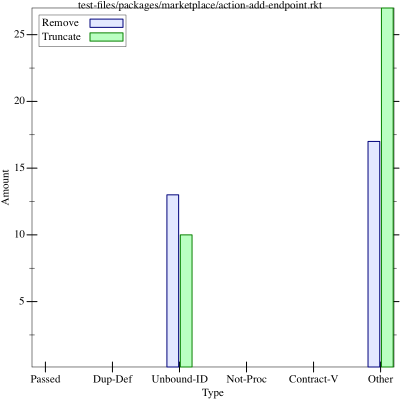 test-files/packages/marketplace/action-add-endpoint.rkt
Remove
Truncate
25
20
15
10
5
Amount
Passed Dup-Def Unbound-ID Not-Proc Contract-V Other
Type